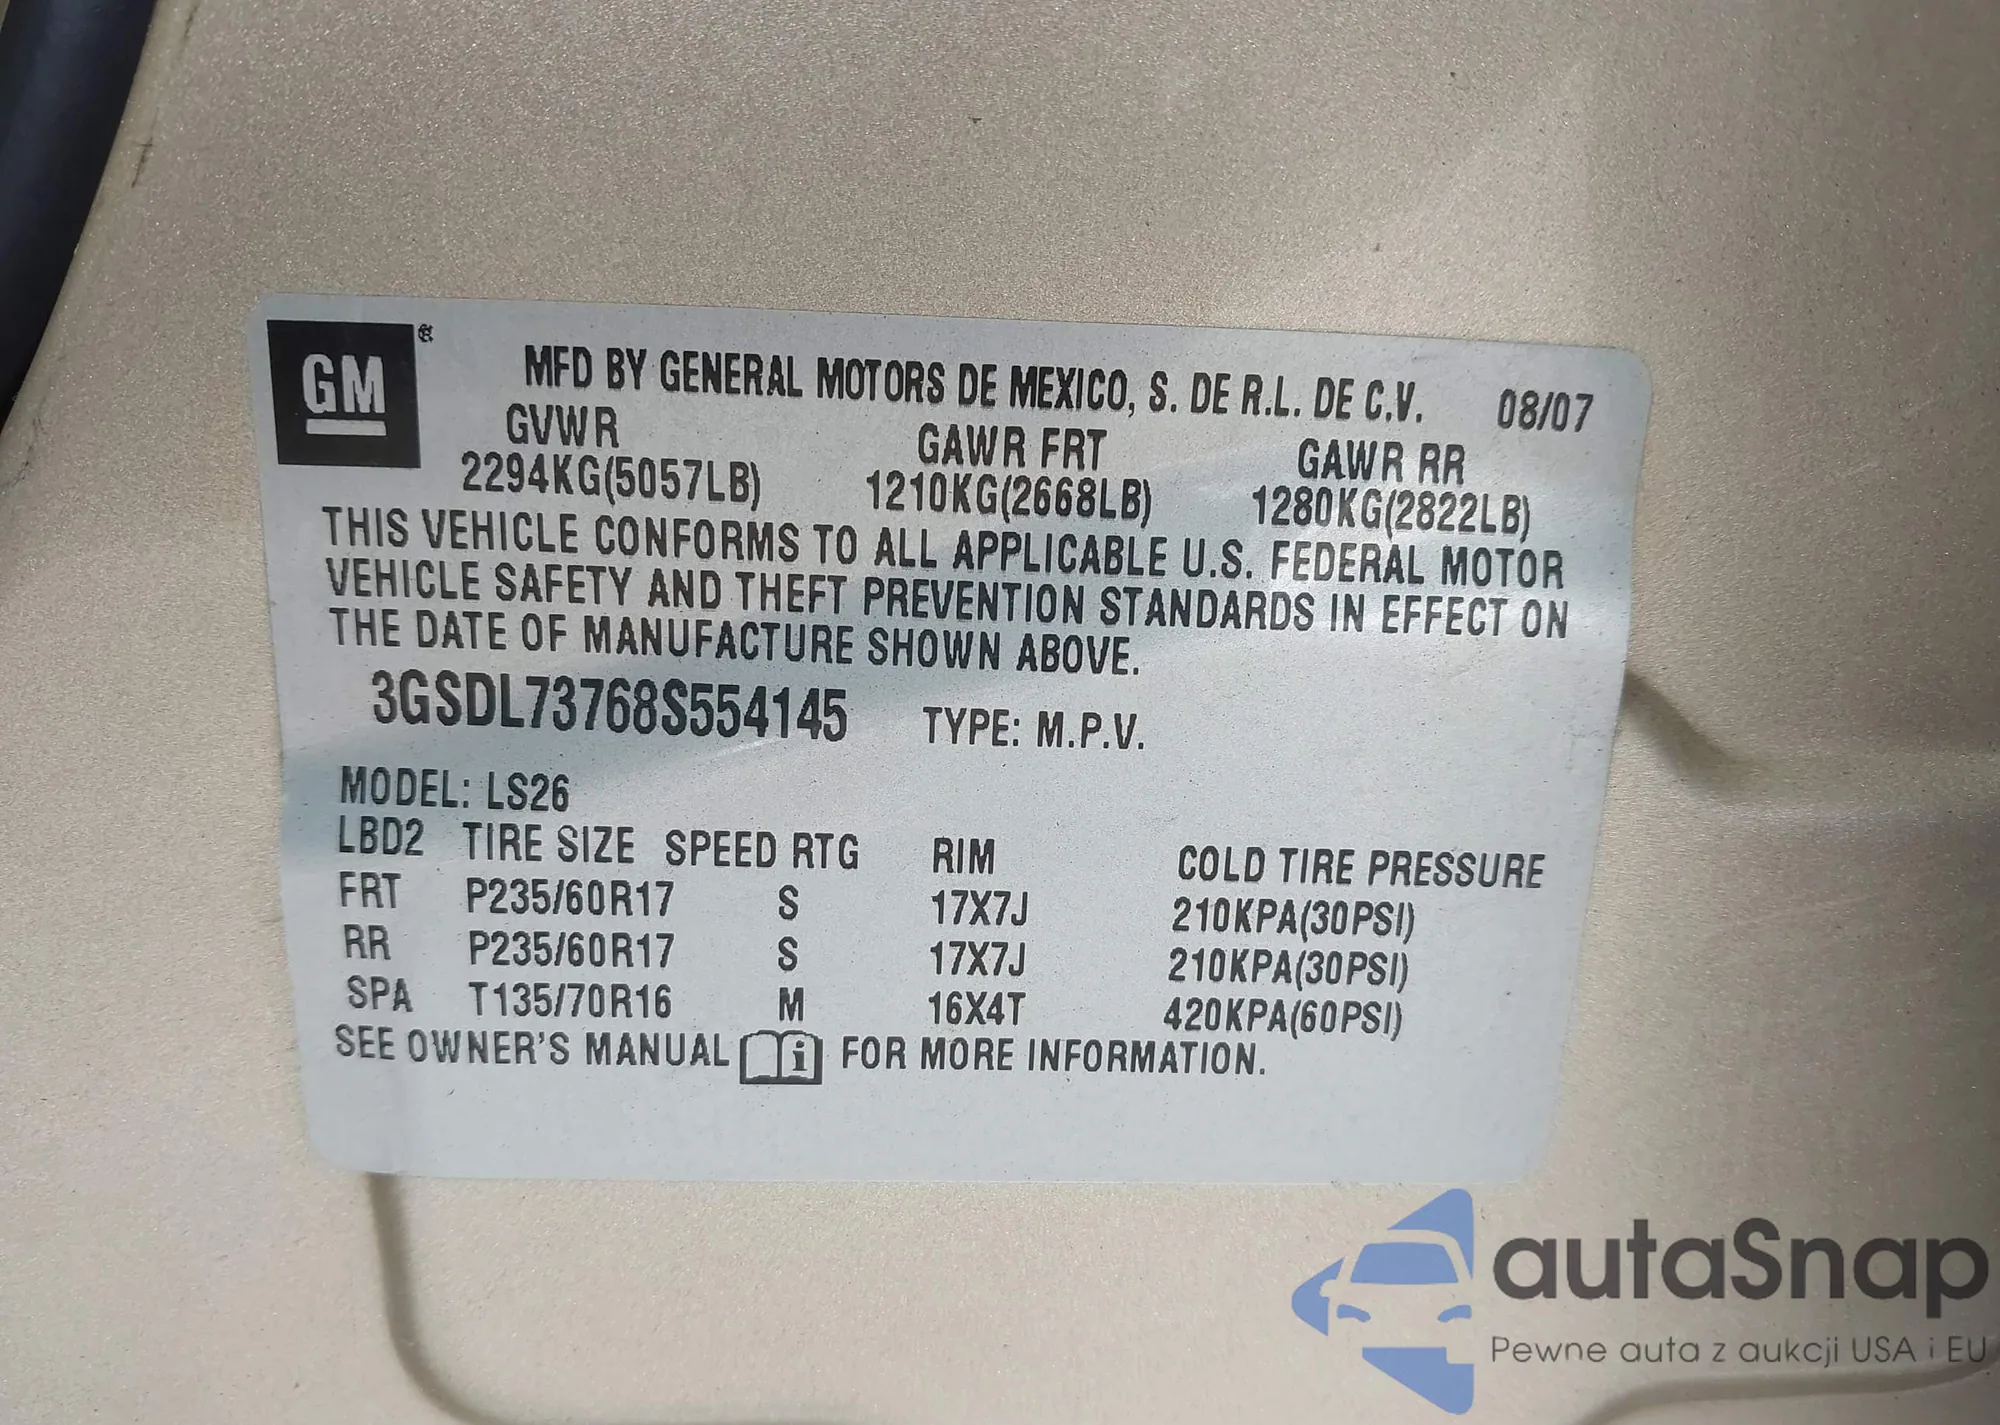 GM
MFD BY GENERAL MOTORS DE MEXICO, S. DE R.L. DE C.V. 08/07
GVWR GAWR FRT GAWR RR
2294KG(5057LB) 1210KG(2668LB) 1280KG(2822LB)
THIS VEHICLE CONFORMS TO ALL APPLICABLE U.S. FEDERAL MOTOR
VEHICLE SAFETY AND THEFT PREVENTION STANDARDS IN EFFECT ON
THE DATE OF MANUFACTURE SHOWN ABOVE.
3GSDL73768S554145 TYPE: M.P.V.
MODEL: LS26
LBD2 TIRE SIZE SPEED RTG RIM COLD TIRE PRESSURE
FRT P235/60R17 S 17X7J 210KPA(30PSI)
RR P235/60R17 S 17X7J 210KPA(30PSI)
SPA T135/70R16 M 16X4T 420KPA(60PSI)
SEE OWNER'S MANUAL i FOR MORE INFORMATION.
autaSnap
Pewne auta z aukcji USA i EU